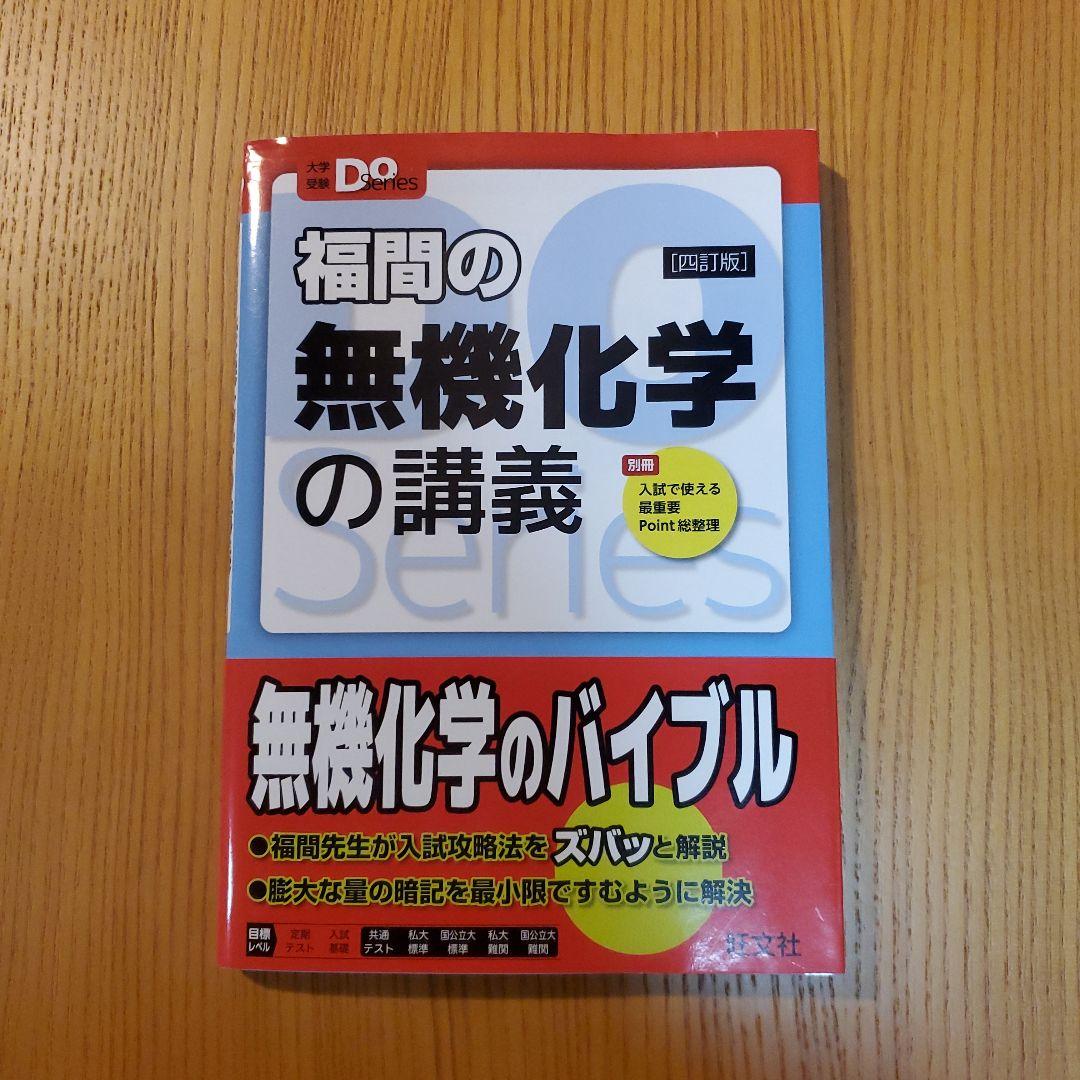 大学
受験
Do Series
福間の
[四訂版]
無機化学
の講義
別冊
入試で使える
最重要
Point 総整理
Do
Series
無機化学のバイブル
●福間先生が入試攻略法をズバッと解説
●膨大な量の暗記を最小限ですむように解決
目標レベル 定期テスト 入試基礎 共通テスト 私大標準 国公立大標準 私大難関 国公立大難関
旺文社